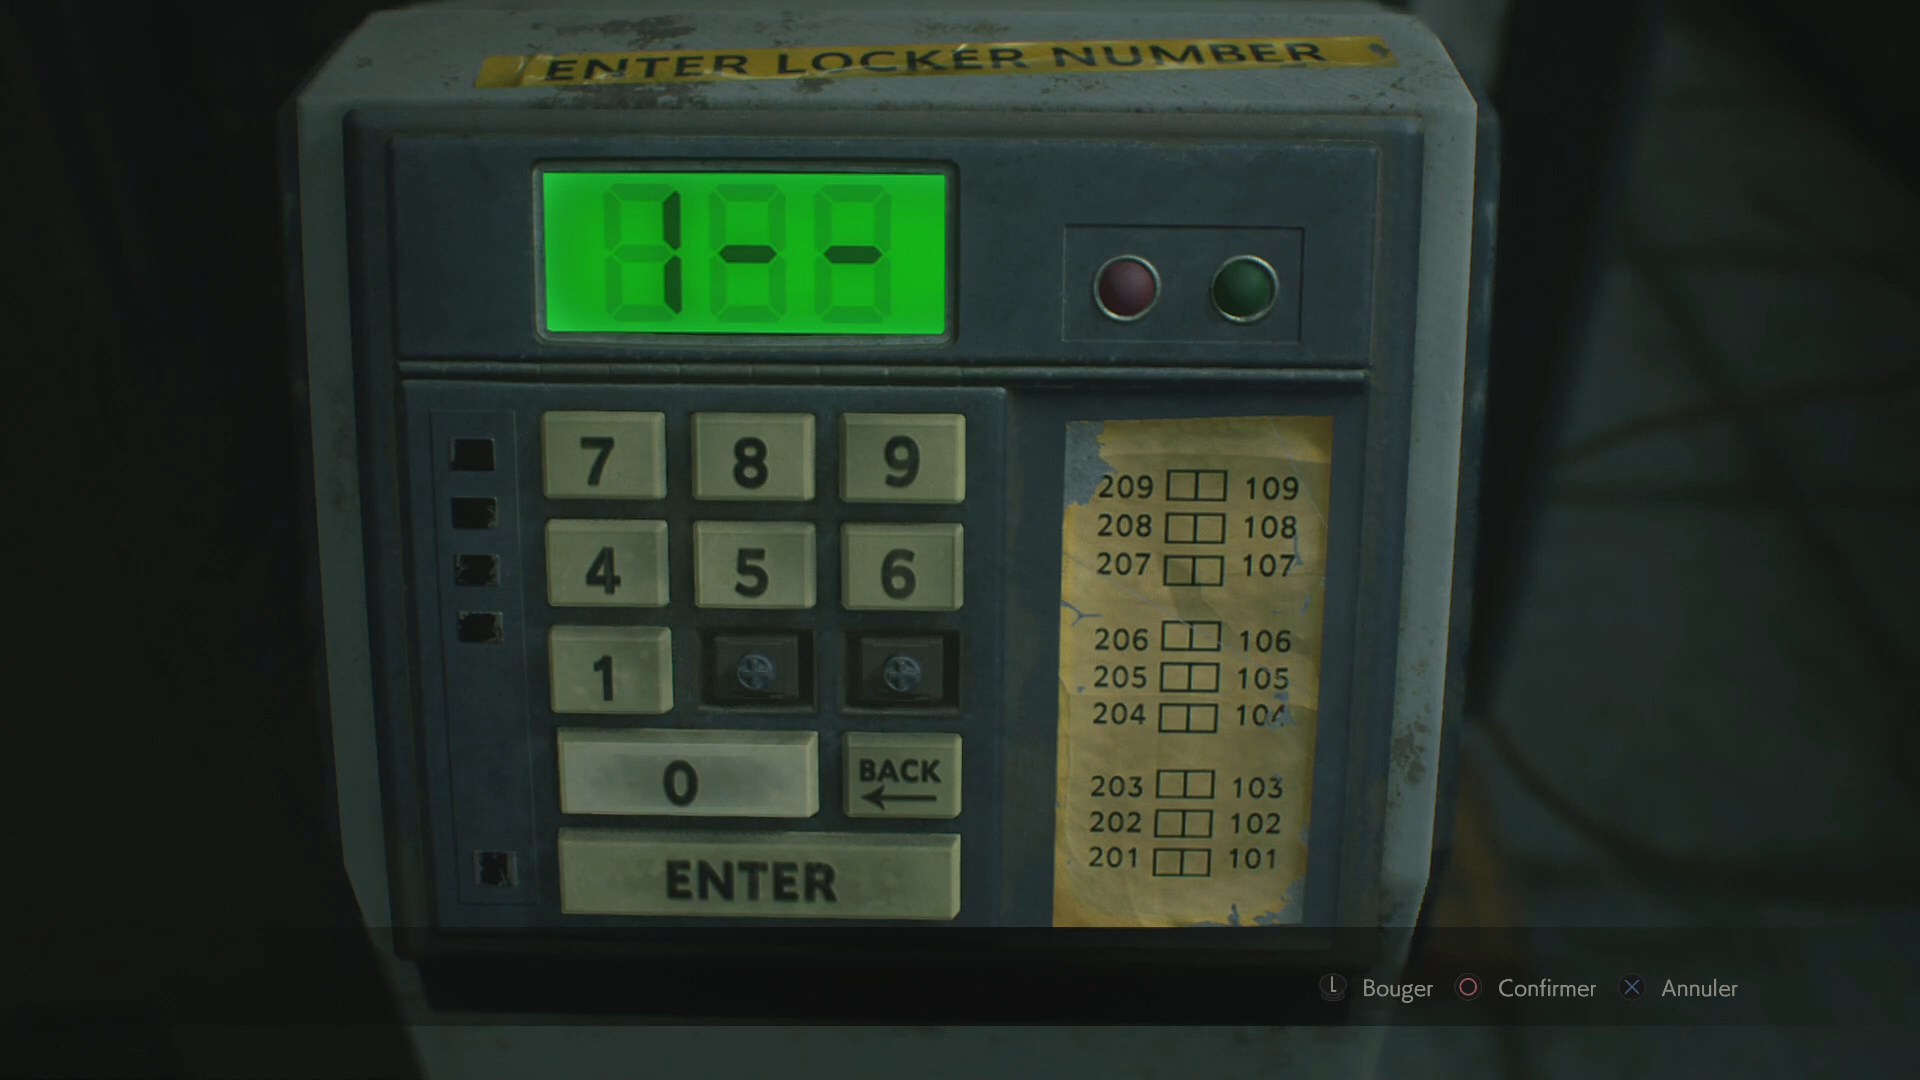 ENTER LOCKER NUMBER
1--
7 8 9
4 5 6
1
0 BACK
ENTER
209 109
208 108
207 107
206 106
205 105
204 104
203 103
202 102
201 101
L Bouger Confirmer Annuler